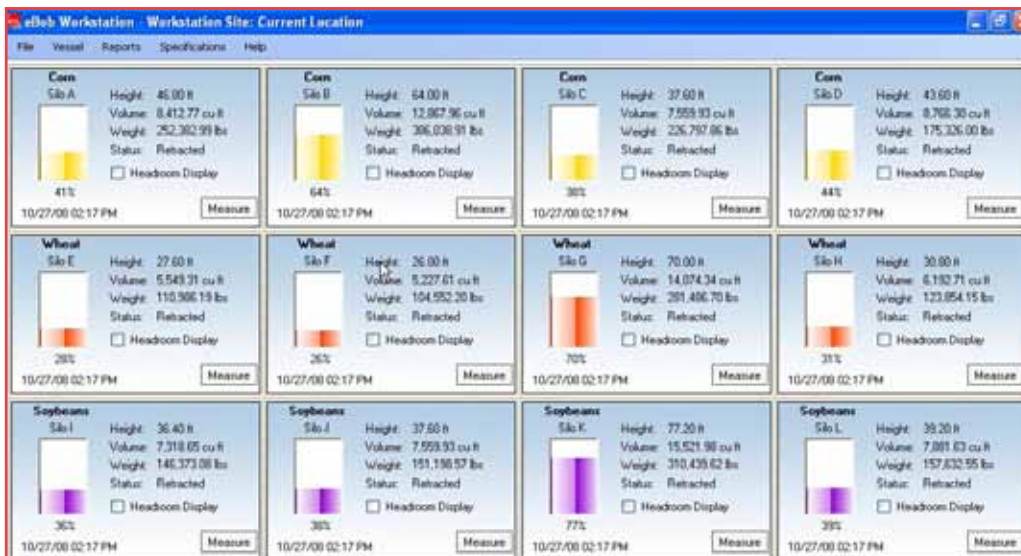 eBob Workstation - Workstation Site: Current Location
File Vessel Reports Specifications Help
Corn
Silo A
Height: 46.00 ft
Volume: 8,412.77 cu ft
Weight: 252,382.99 lbs
Status: Retracted
Headroom Display
41%
10/27/08 02:17 PM
Measure
Corn
Silo B
Height: 64.00 ft
Volume: 12,867.96 cu ft
Weight: 386,038.91 lbs
Status: Retracted
Headroom Display
64%
10/27/08 02:17 PM
Measure
Corn
Silo C
Height: 37.60 ft
Volume: 7,559.93 cu ft
Weight: 226,797.86 lbs
Status: Retracted
Headroom Display
38%
10/27/08 02:17 PM
Measure
Corn
Silo D
Height: 43.60 ft
Volume: 8,766.30 cu ft
Weight: 175,326.00 lbs
Status: Retracted
Headroom Display
44%
10/27/08 02:17 PM
Measure
Wheat
Silo E
Height: 27.60 ft
Volume: 5,549.31 cu ft
Weight: 110,986.19 lbs
Status: Retracted
Headroom Display
28%
10/27/08 02:17 PM
Measure
Wheat
Silo F
Height: 26.00 ft
Volume: 5,227.61 cu ft
Weight: 104,552.20 lbs
Status: Retracted
Headroom Display
26%
10/27/08 02:17 PM
Measure
Wheat
Silo G
Height: 70.00 ft
Volume: 14,074.34 cu ft
Weight: 281,486.70 lbs
Status: Retracted
Headroom Display
70%
10/27/08 02:17 PM
Measure
Wheat
Silo H
Height: 30.80 ft
Volume: 6,192.71 cu ft
Weight: 123,854.15 lbs
Status: Retracted
Headroom Display
31%
10/27/08 02:17 PM
Measure
Soybeans
Silo I
Height: 36.40 ft
Volume: 7,318.65 cu ft
Weight: 146,373.08 lbs
Status: Retracted
Headroom Display
36%
10/27/08 02:17 PM
Measure
Soybeans
Silo J
Height: 37.60 ft
Volume: 7,559.93 cu ft
Weight: 151,198.57 lbs
Status: Retracted
Headroom Display
38%
10/27/08 02:17 PM
Measure
Soybeans
Silo K
Height: 77.20 ft
Volume: 15,521.98 cu ft
Weight: 310,439.62 lbs
Status: Retracted
Headroom Display
77%
10/27/08 02:17 PM
Measure
Soybeans
Silo L
Height: 39.20 ft
Volume: 7,881.63 cu ft
Weight: 157,632.55 lbs
Status: Retracted
Headroom Display
39%
10/27/08 02:17 PM
Measure